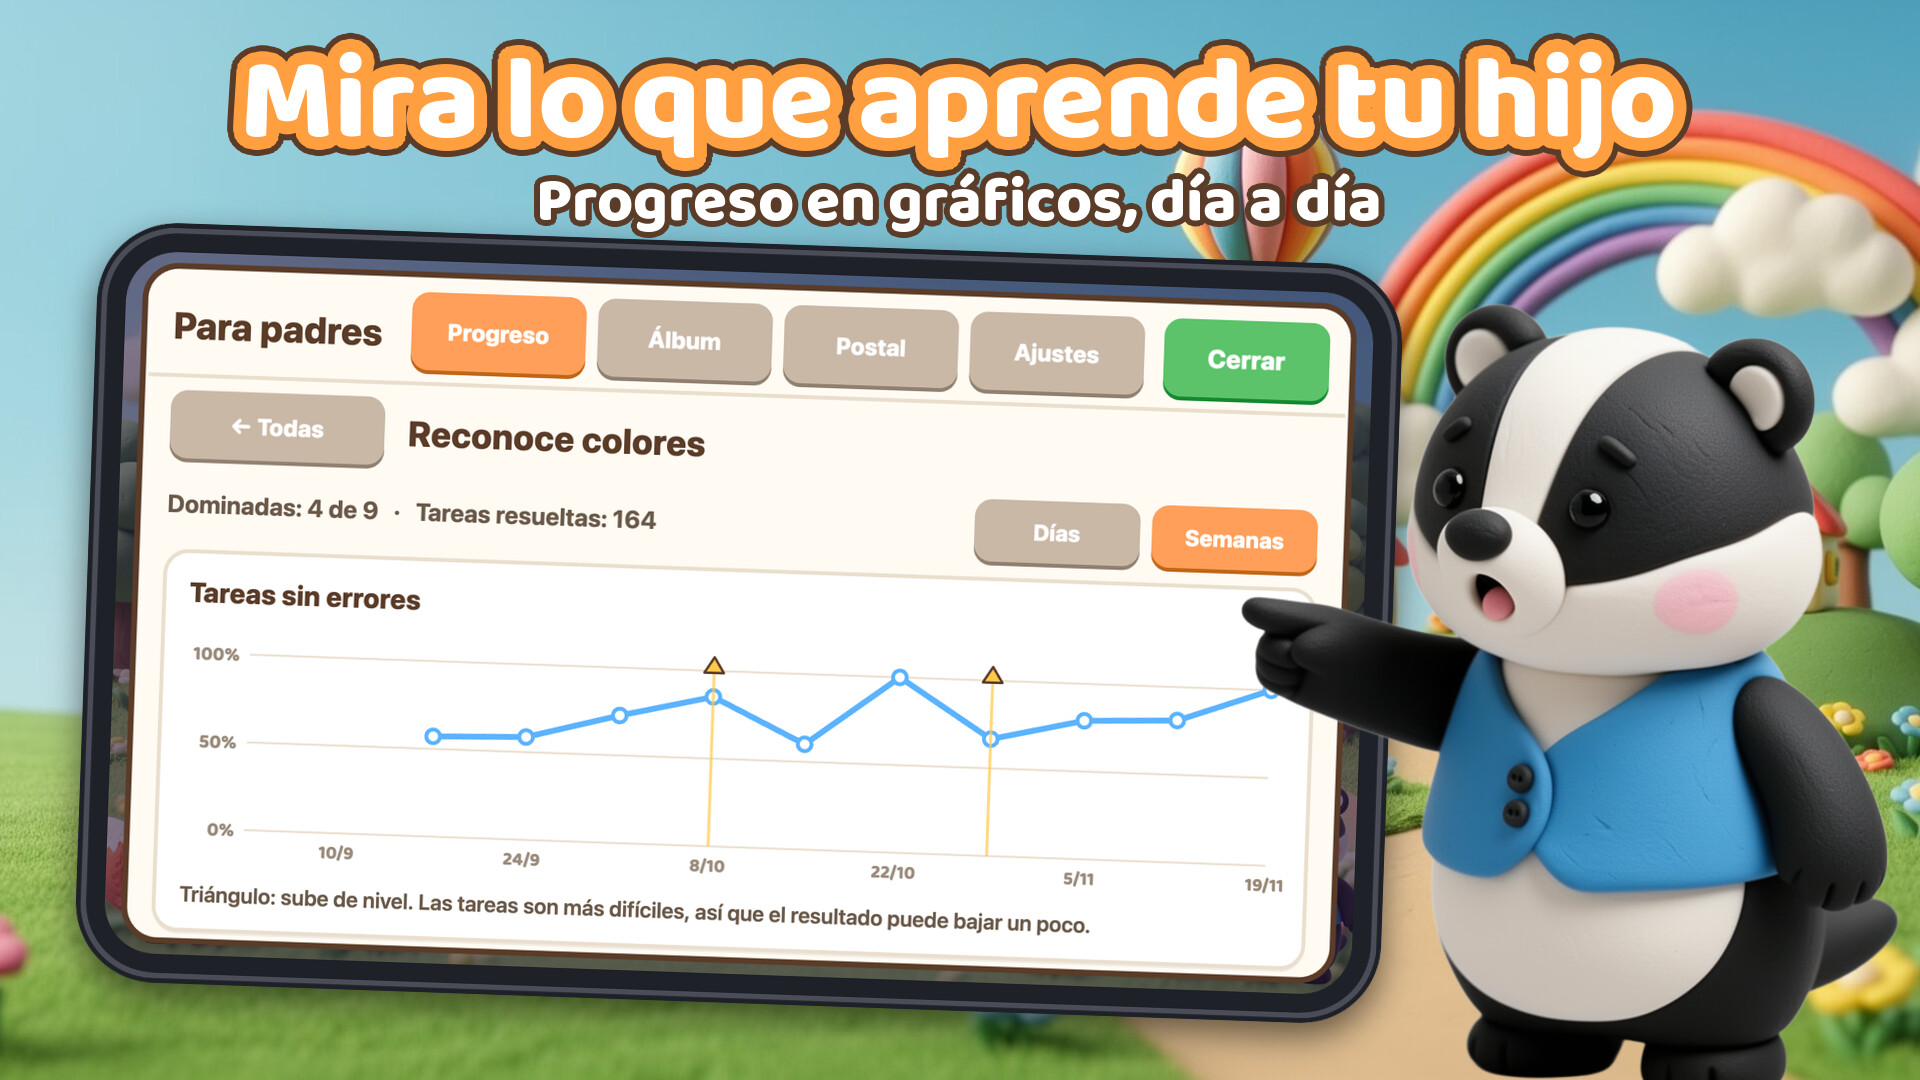 Mira lo que aprende tu hijo
Progreso en gráficos, día a día
Para padres
Progreso
Álbum
Postal
Ajustes
Cerrar
← Todas
Reconoce colores
Dominadas: 4 de 9 · Tareas resueltas: 164
Días
Semanas
Tareas sin errores
100%
50%
0%
10/9
24/9
8/10
22/10
5/11
19/11
Triángulo: sube de nivel. Las tareas son más difíciles, así que el resultado puede bajar un poco.